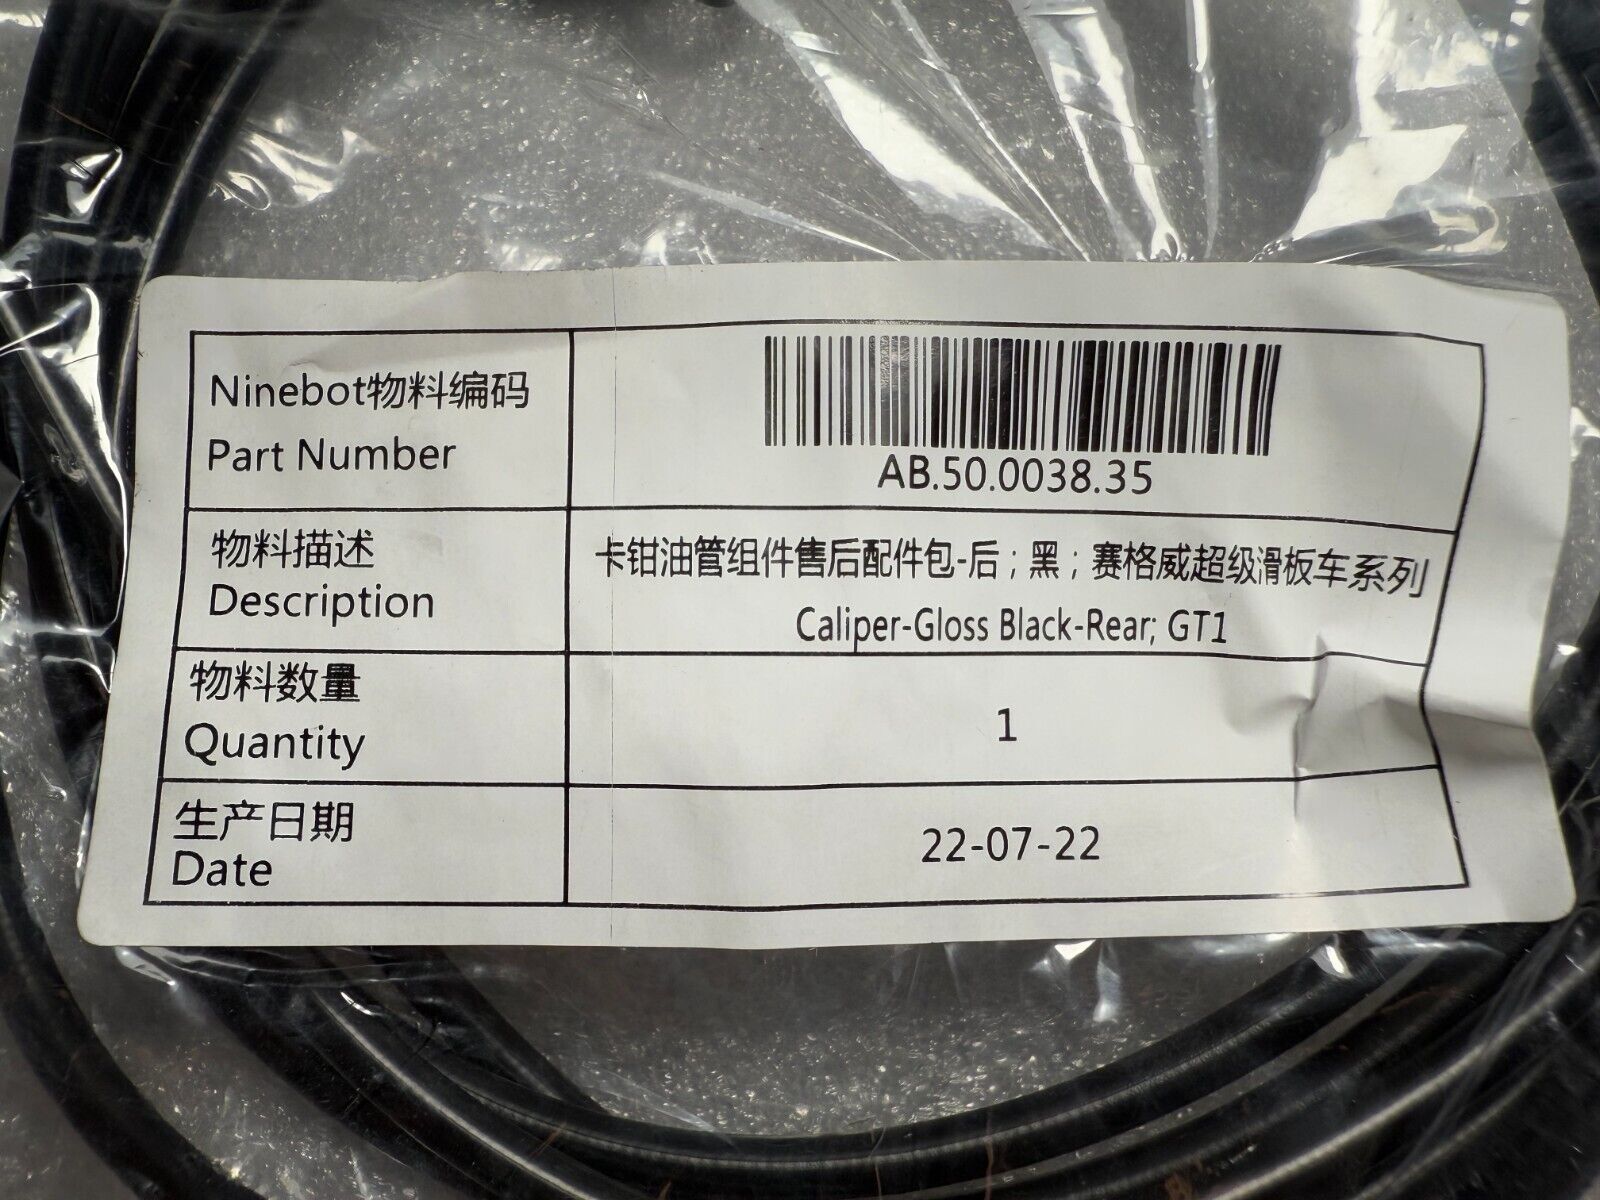 Ninebot物料编码
Part Number
AB.50.0038.35
物料描述
Description
卡钳油管组件售后配件包-后；黑；赛格威超级滑板车系列
Caliper-Gloss Black-Rear; GT1
物料数量
Quantity
1
生产日期
Date
22-07-22